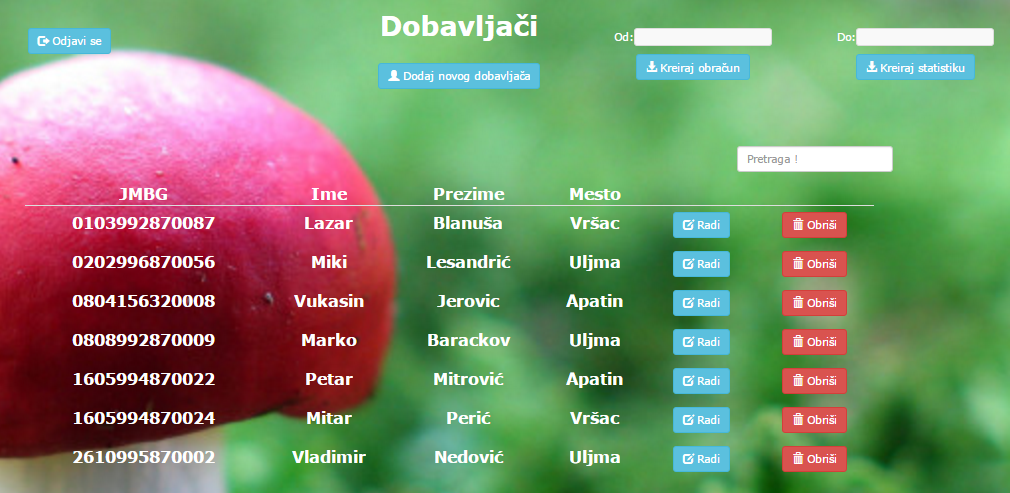 Odjavi se
Dobavljači
Od:
Do:
Dodaj novog dobavljača
Kreiraj obračun
Kreiraj statistiku
Pretraga !
JMBG Ime Prezime Mesto
0103992870087 Lazar Blanuša Vršac Radi Obriši
0202996870056 Miki Lesandrić Uljma Radi Obriši
0804156320008 Vukasin Jerovic Apatin Radi Obriši
0808992870009 Marko Barackov Uljma Radi Obriši
1605994870022 Petar Mitrović Apatin Radi Obriši
1605994870024 Mitar Perić Vršac Radi Obriši
2610995870002 Vladimir Nedović Uljma Radi Obriši